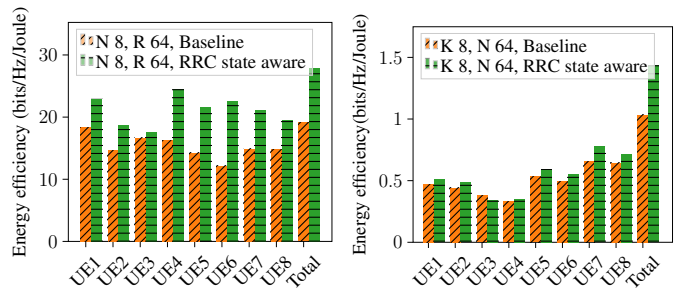 Energy efficiency (bits/Hz/Joule)
30
20
10
0
N 8, R 64, Baseline
N 8, R 64, RRC state aware
UE1
UE2
UE3
UE4
UE5
UE6
UE7
UE8
Total
Energy efficiency(bits/Hz/Joule)
1.5
1
0.5
0
K 8, N 64, Baseline
K 8, N 64, RRC state aware
UE1
UE2
UE3
UE4
UE5
UE6
UE7
UE8
Total